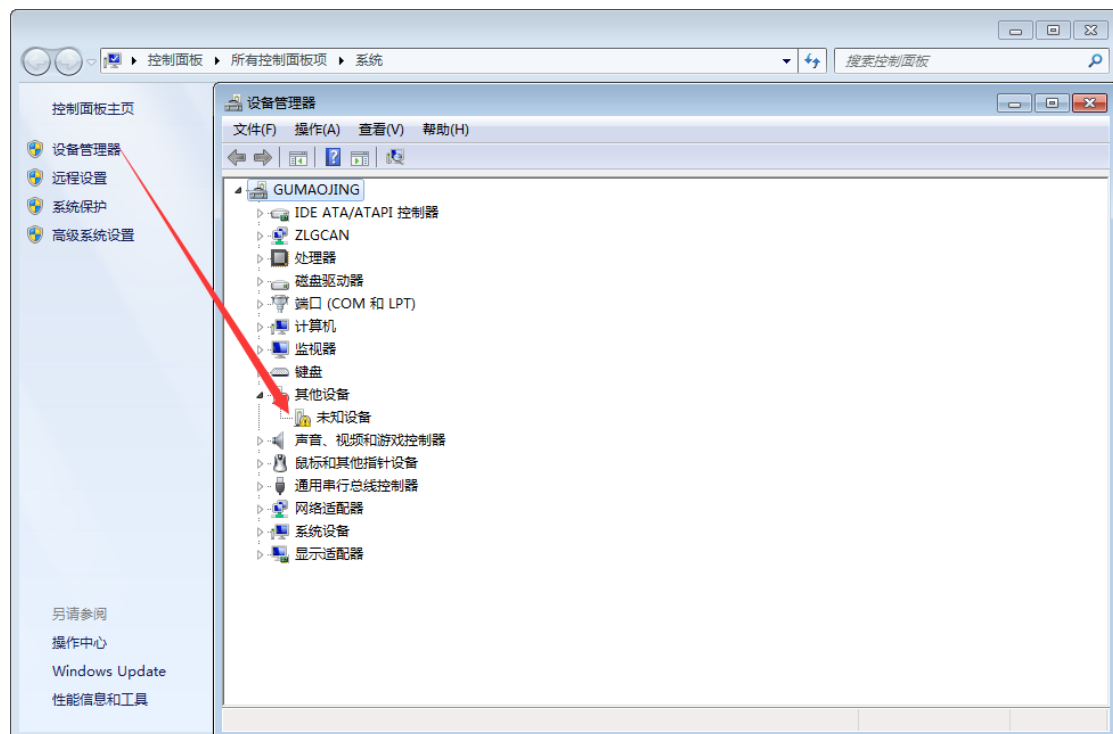 控制面板 所有控制面板项 系统
搜索控制面板
控制面板主页
设备管理器
远程设置
系统保护
高级系统设置
另请参阅
操作中心
Windows Update
性能信息和工具
设备管理器
文件(F) 操作(A) 查看(V) 帮助(H)
GUMAOJING
IDE ATA/ATAPI 控制器
ZLGCAN
处理器
磁盘驱动器
端口 (COM 和 LPT)
计算机
监视器
键盘
其他设备
未知设备
声音、视频和游戏控制器
鼠标和其他指针设备
通用串行总线控制器
网络适配器
系统设备
显示适配器